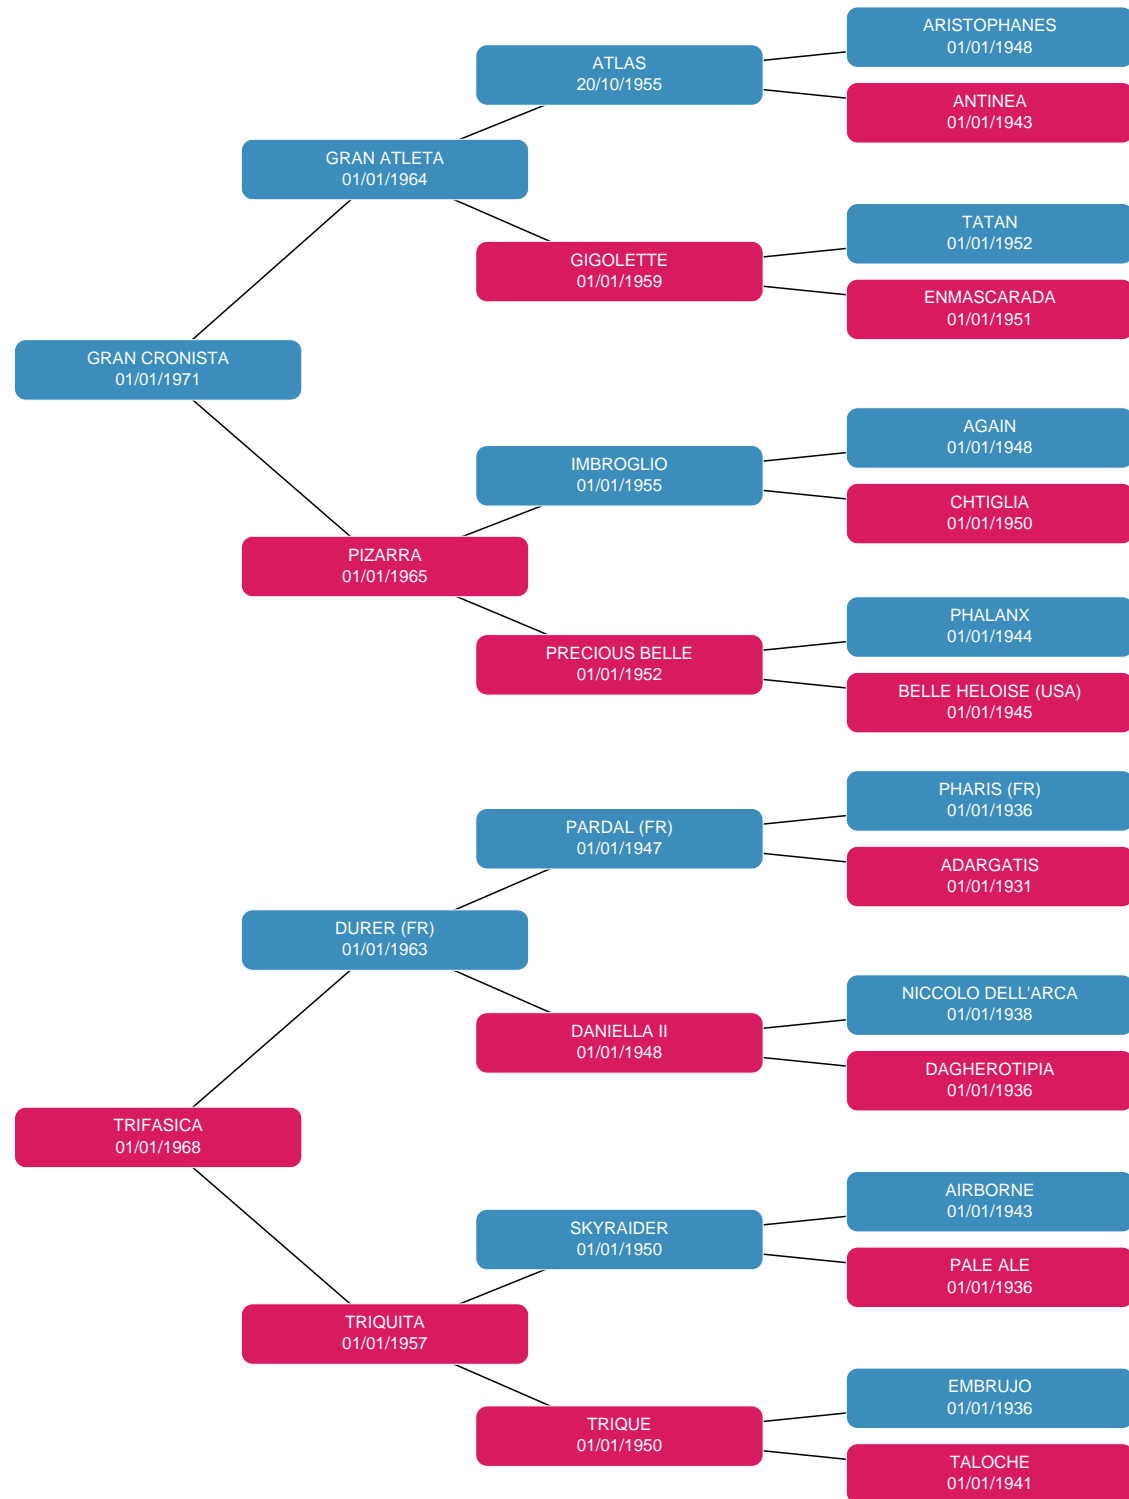 ARISTOPHANES
01/01/1948
ATLAS
20/10/1955
ANTINEA
01/01/1943
GRAN ATLETA
01/01/1964
TATAN
01/01/1952
GIGOLETTE
01/01/1959
ENMASCARADA
01/01/1951
GRAN CRONISTA
01/01/1971
AGAIN
01/01/1948
IMBROGLIO
01/01/1955
CHTIGLIA
01/01/1950
PIZARRA
01/01/1965
PHALANX
01/01/1944
PRECIOUS BELLE
01/01/1952
BELLE HELOISE (USA)
01/01/1945
PHARIS (FR)
01/01/1936
PARDAL (FR)
01/01/1947
ADARGATIS
01/01/1931
DURER (FR)
01/01/1963
NICCOLO DELL'ARCA
01/01/1938
DANIELLA II
01/01/1948
DAGHEROTIPIA
01/01/1936
TRIFASICA
01/01/1968
AIRBORNE
01/01/1943
SKYRAIDER
01/01/1950
PALE ALE
01/01/1936
TRIQUITA
01/01/1957
EMBRUJO
01/01/1936
TRIQUE
01/01/1950
TALOCHE
01/01/1941